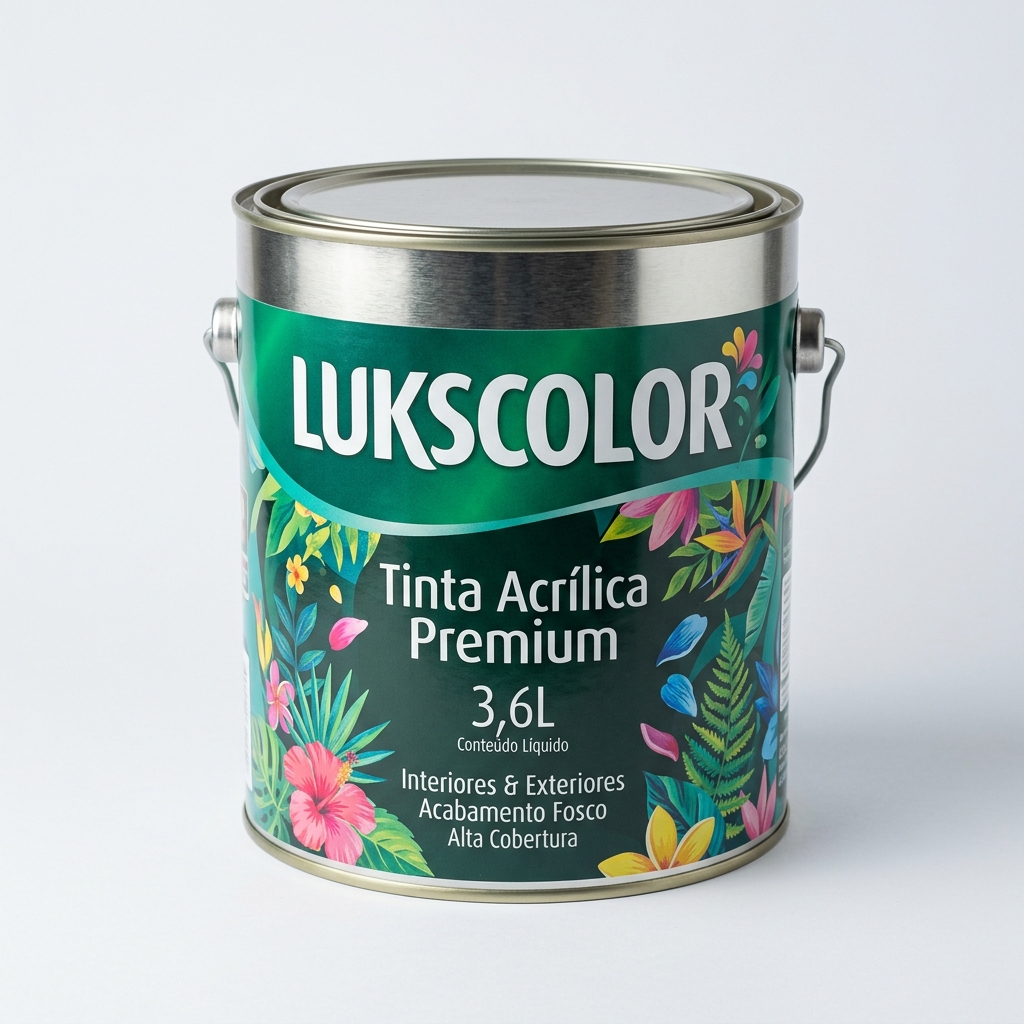 LUKSCOLOR
Tinta Acrílica
Premium
3,6L
Conteúdo Líquido
Interiores & Exteriores
Acabamento Fosco
Alta Cobertura